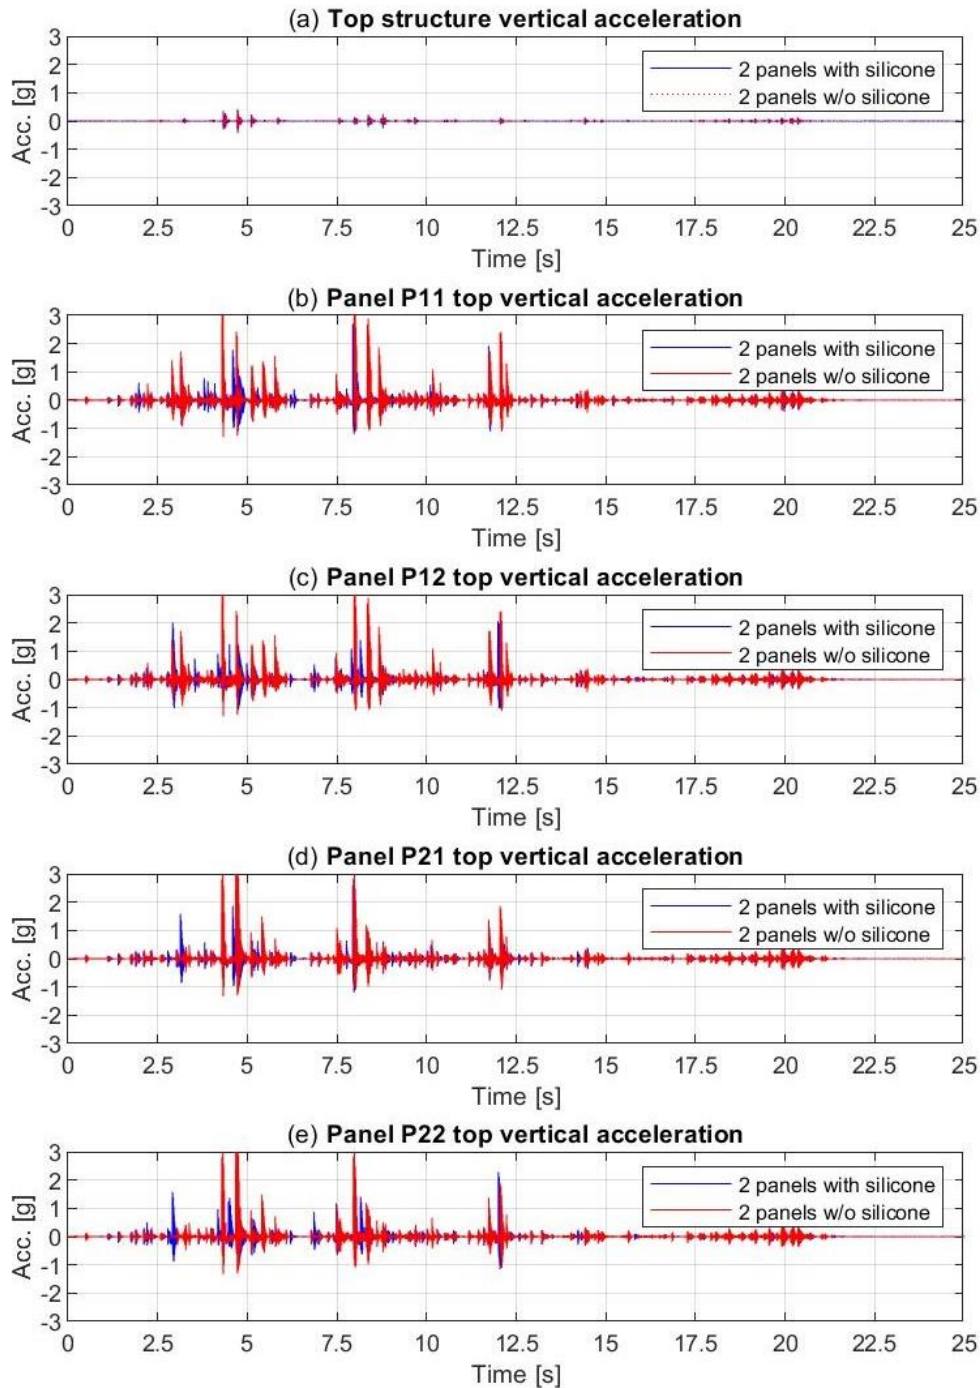 (a) Top structure vertical acceleration
3
2
1
0
-1
-2
-3
Acc. [g]
2 panels with silicone
2 panels w/o silicone
0 2.5 5 7.5 10 12.5 15 17.5 20 22.5 25
Time [s]
(b) Panel P11 top vertical acceleration
3
2
1
0
-1
-2
-3
Acc. [g]
2 panels with silicone
2 panels w/o silicone
0 2.5 5 7.5 10 12.5 15 17.5 20 22.5 25
Time [s]
(c) Panel P12 top vertical acceleration
3
2
1
0
-1
-2
-3
Acc. [g]
2 panels with silicone
2 panels w/o silicone
0 2.5 5 7.5 10 12.5 15 17.5 20 22.5 25
Time [s]
(d) Panel P21 top vertical acceleration
3
2
1
0
-1
-2
-3
Acc. [g]
2 panels with silicone
2 panels w/o silicone
0 2.5 5 7.5 10 12.5 15 17.5 20 22.5 25
Time [s]
(e) Panel P22 top vertical acceleration
3
2
1
0
-1
-2
-3
Acc. [g]
2 panels with silicone
2 panels w/o silicone
0 2.5 5 7.5 10 12.5 15 17.5 20 22.5 25
Time [s]